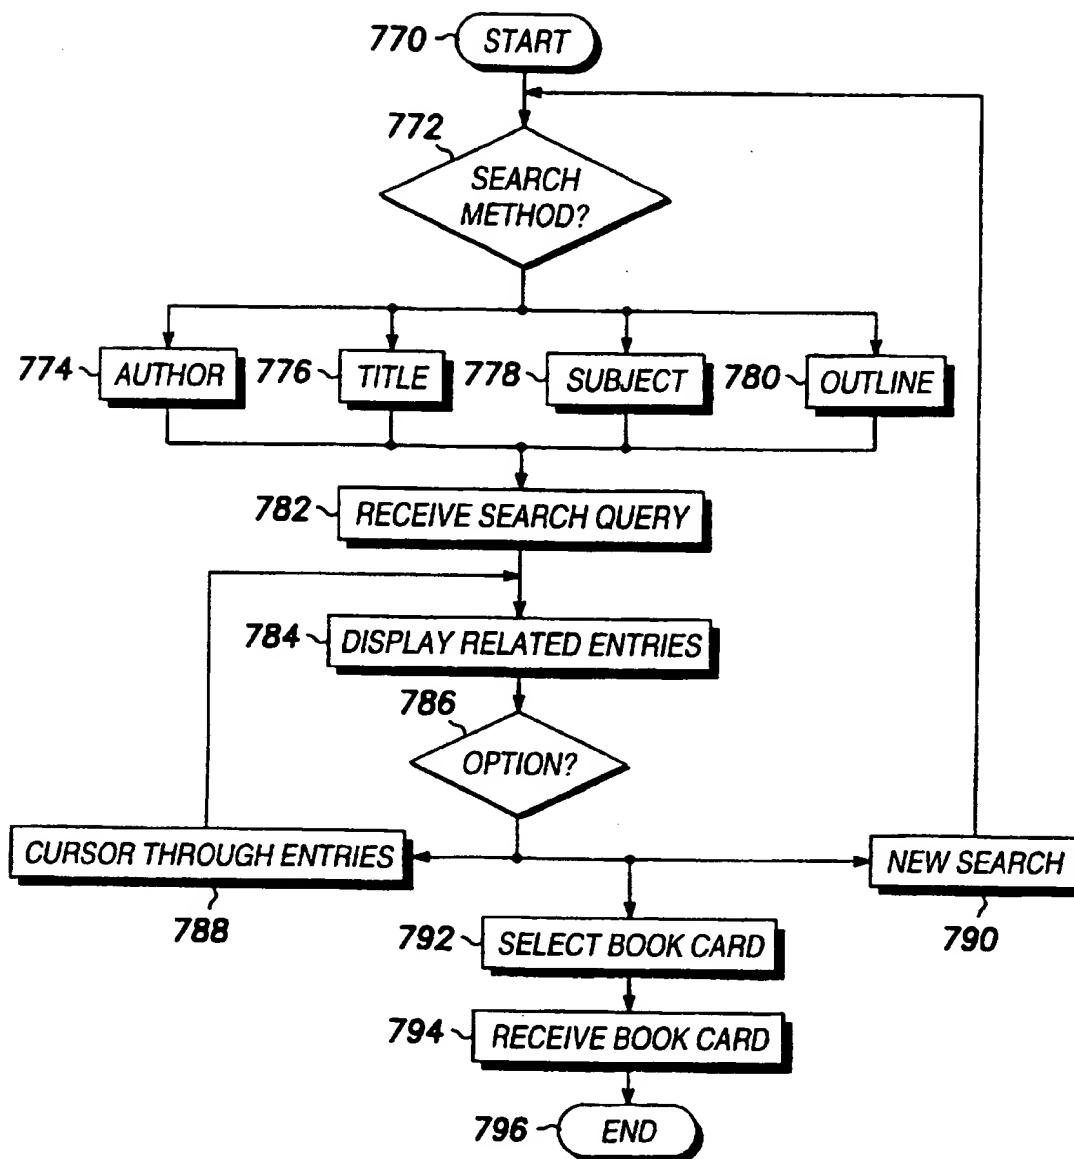 770 START
772
SEARCH
METHOD?
774 AUTHOR 776 TITLE 778 SUBJECT 780 OUTLINE
782 RECEIVE SEARCH QUERY
784 DISPLAY RELATED ENTRIES
786
OPTION?
CURSOR THROUGH ENTRIES NEW SEARCH
788 790
792 SELECT BOOK CARD
794 RECEIVE BOOK CARD
796 END